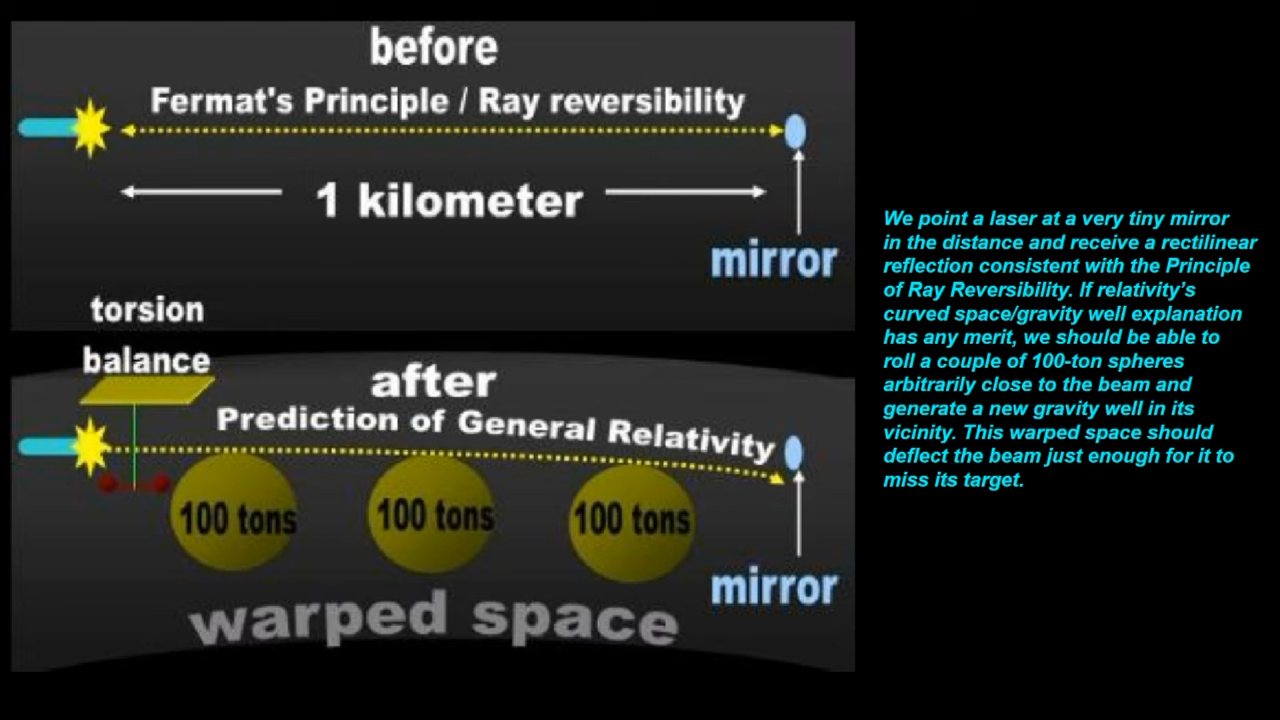 before
Fermat's Principle / Ray reversibility
1 kilometer
mirror
torsion
balance
after
Prediction of General Relativity
100 tons
100 tons
100 tons
mirror
warped space
We point a laser at a very tiny mirror
in the distance and receive a rectilinear
reflection consistent with the Principle
of Ray Reversibility. If relativity’s
curved space/gravity well explanation
has any merit, we should be able to
roll a couple of 100-ton spheres
arbitrarily close to the beam and
generate a new gravity well in its
vicinity. This warped space should
deflect the beam just enough for it to
miss its target.